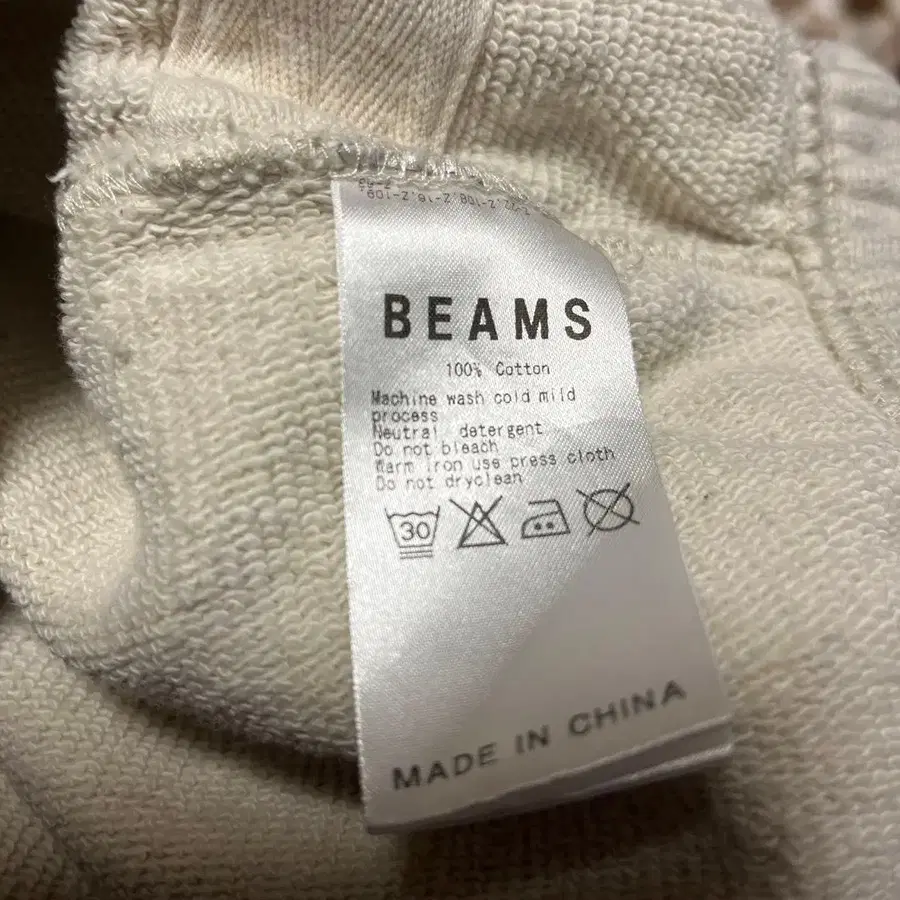 BEAMS
100% Cotton
Machine wash cold mild
process
Neutral detergent
Do not bleach
Warm iron use press cloth
Do not dryclean
30
MADE IN CHINA